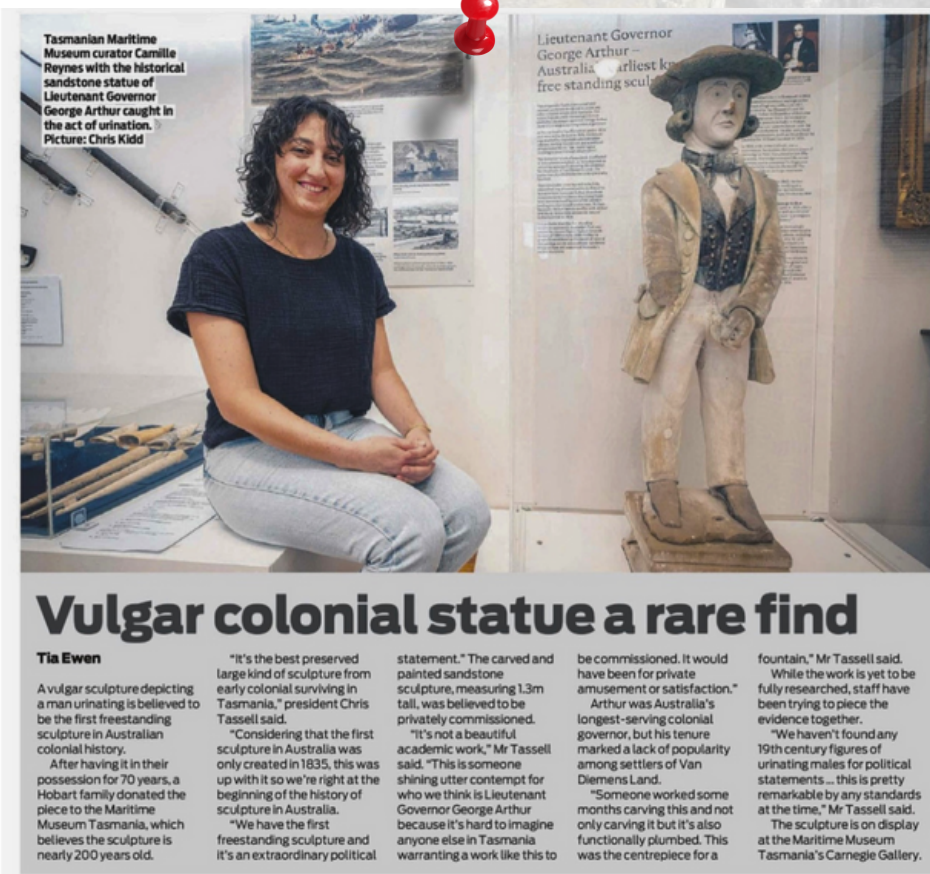 Tasmanian Maritime
Museum curator Camille
Reynes with the historical
sandstone statue of
Lieutenant Governor
George Arthur caught in
the act of urination.
Picture: Chris Kidd
Lieutenant Governor
George Arthur –
free standing
Vulgar colonial statue a rare find
Tia Ewen
A vulgar sculpture depicting
a man urinating is believed to
be the first freestanding
sculpture in Australian
colonial history.
After having it in their
possession for 70 years, a
Hobart family donated the
piece to the Maritime
Museum Tasmania, which
believes the sculpture is
nearly 200 years old.
“It’s the best preserved
large kind of sculpture from
early colonial surviving in
Tasmania,” president Chris
Tassell said.
“Considering that the first
sculpture in Australia was
only created in 1835, this was
up with it so we’re right at the
beginning of the history of
sculpture in Australia.
“We have the first
freestanding sculpture and
it’s an extraordinary political
statement.” The carved and
painted sandstone
sculpture, measuring 1.3m
tall, was believed to be
privately commissioned.
“It’s not a beautiful
academic work,” Mr Tassell
said. “This is someone
shining utter contempt for
who we think is Lieutenant
Governor George Arthur
because it’s hard to imagine
anyone else in Tasmania
warranting a work like this to
be commissioned. It would
have been for private
amusement or satisfaction.”
Arthur was Australia’s
longest-serving colonial
governor, but his tenure
marked a lack of popularity
among settlers of Van
Diemens Land.
“Someone worked some
months carving this and not
only carving it but it’s also
functionally plumbed. This
was the centrepiece for a
fountain,” Mr Tassell said.
While the work is yet to be
fully researched, staff have
been trying to piece the
evidence together.
“We haven’t found any
19th century figures of
urinating males for political
statements ... this is pretty
remarkable by any standards
at the time,” Mr Tassell said.
The sculpture is on display
at the Maritime Museum
Tasmania’s Carnegie Gallery.